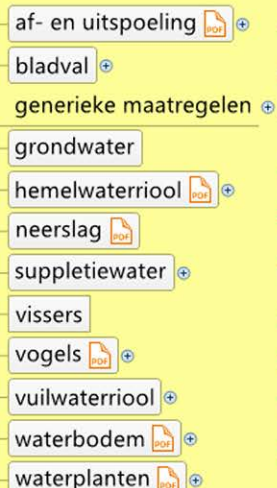 af- en uitspoeling
bladval
generieke maatregelen
grondwater
hemelwaterriool
neerslag
suppletiewater
vissers
vogels
vuilwaterriool
waterbodem
waterplanten